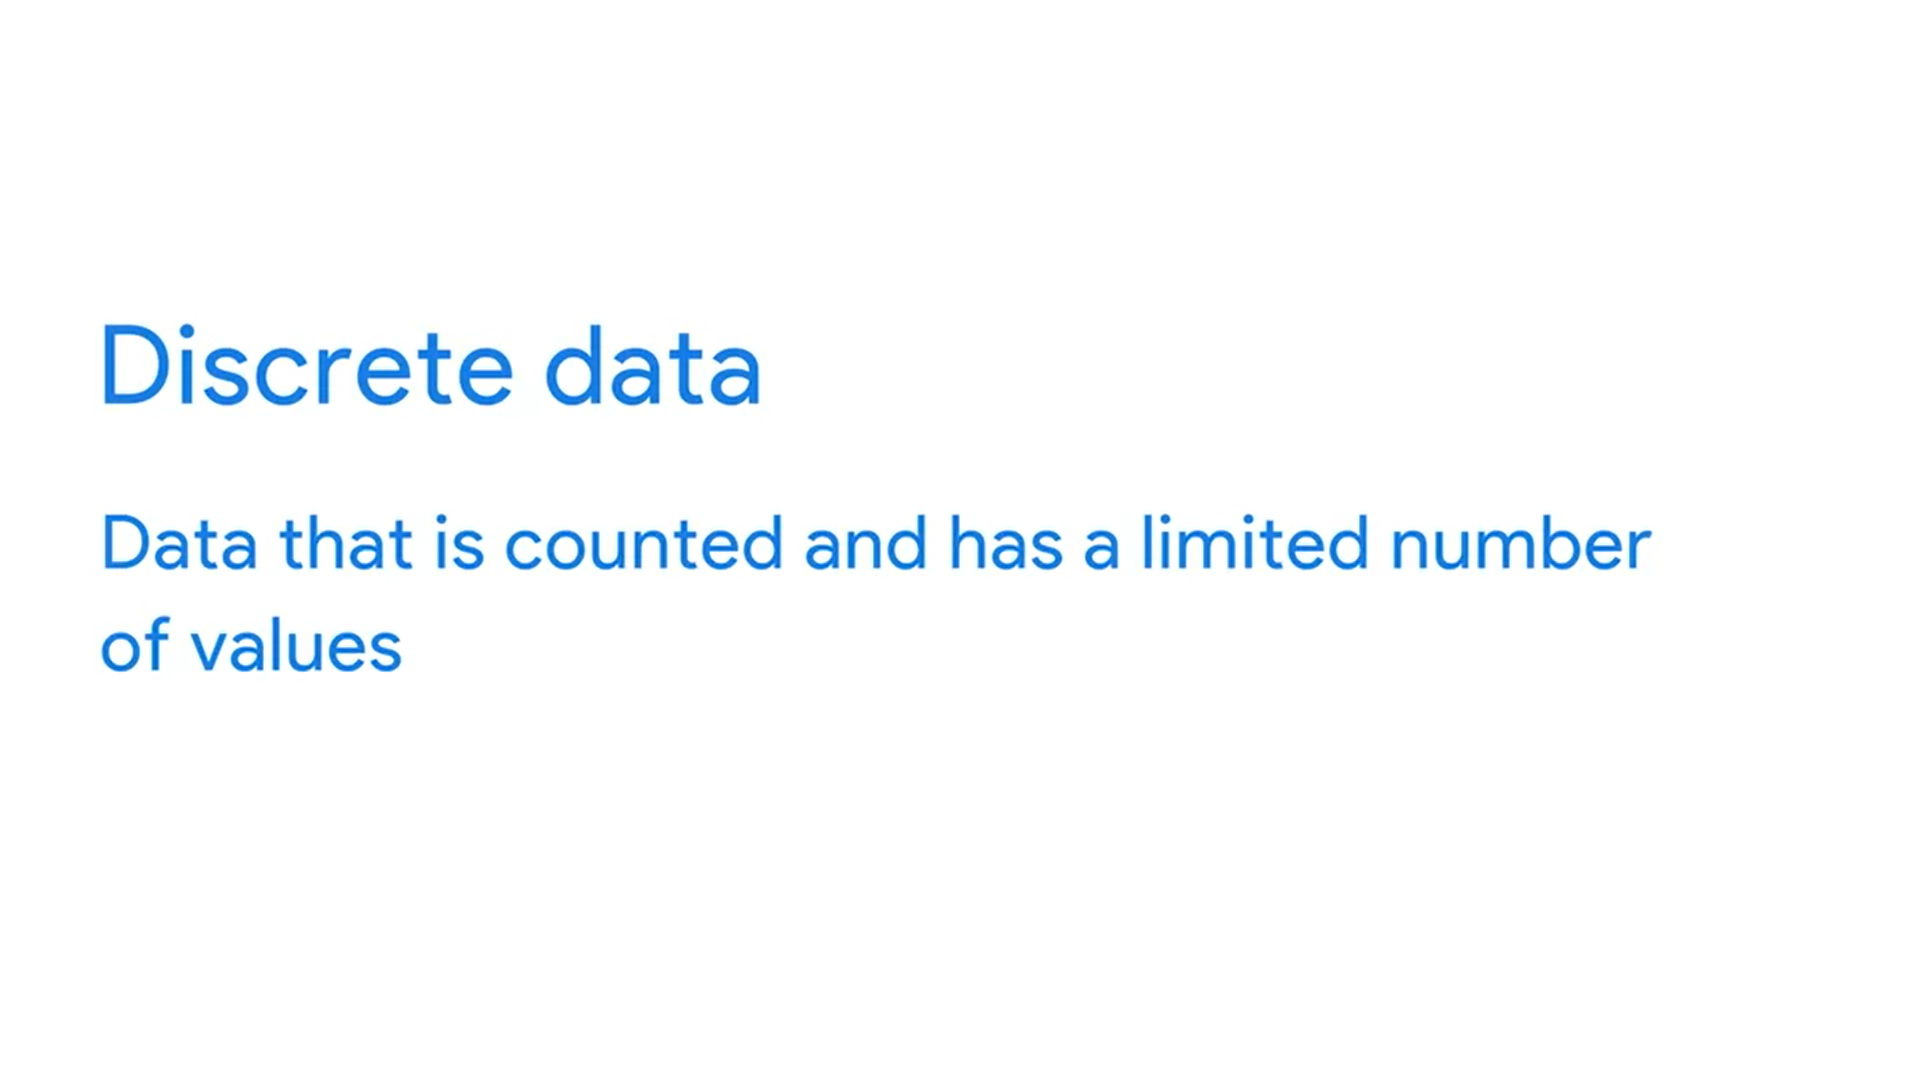 Discrete data
Data that is counted and has a limited number
of values